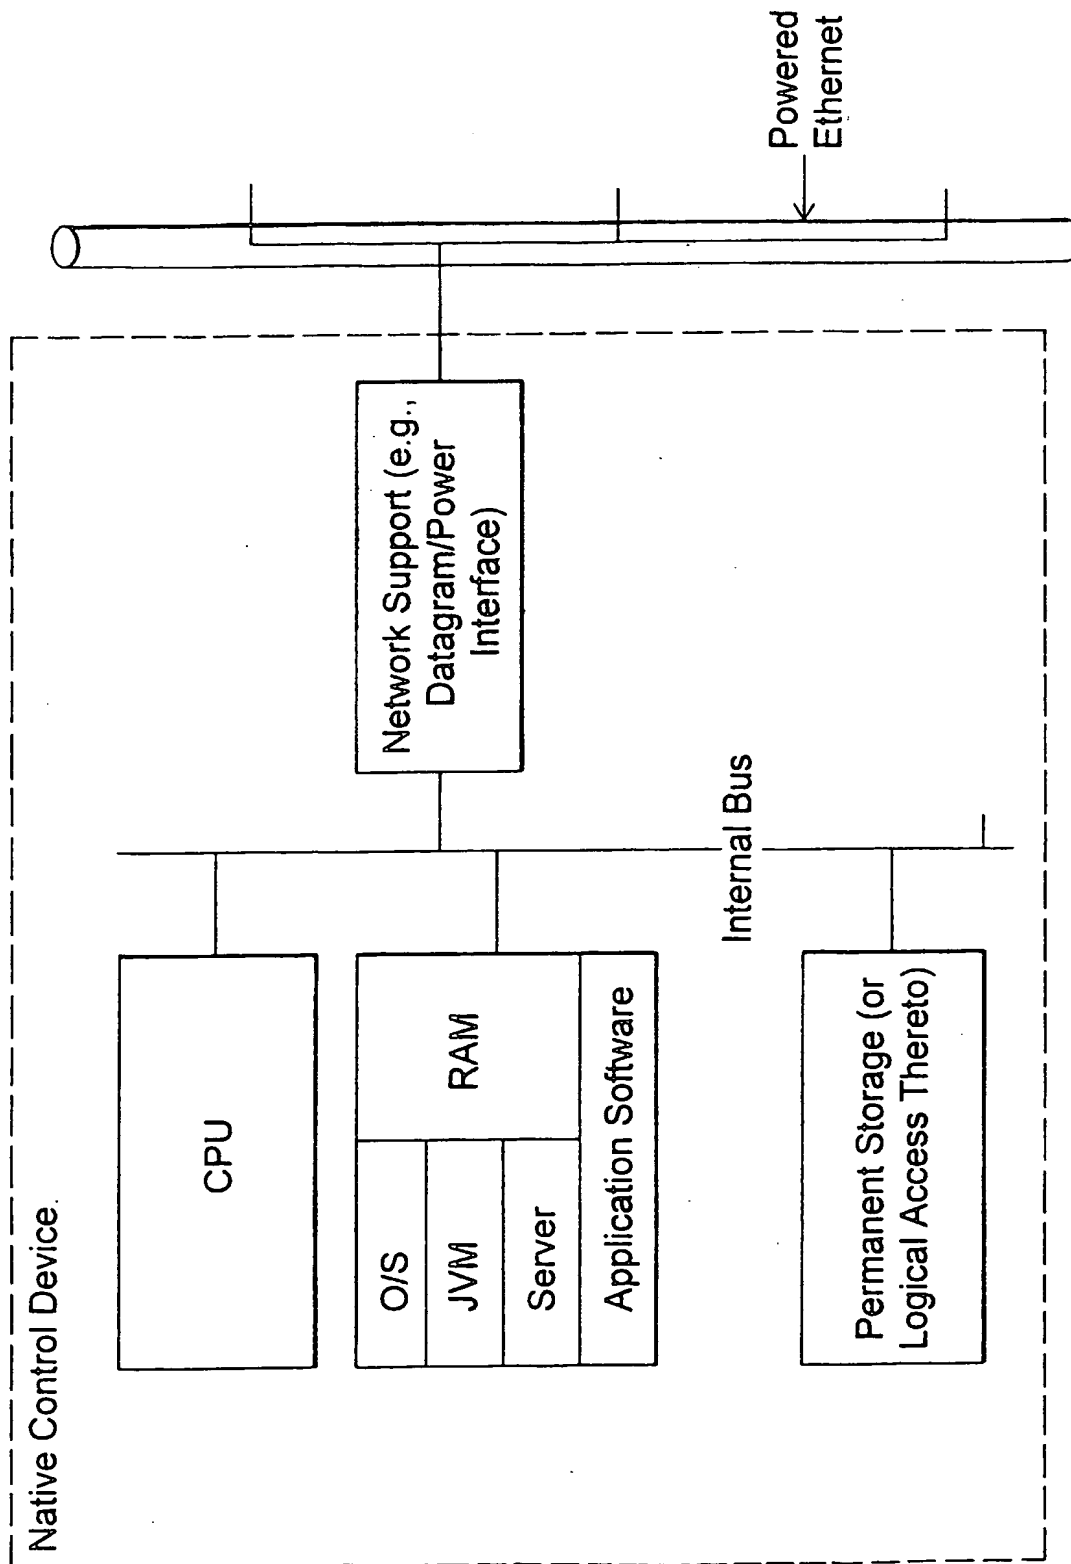 Native Control Device.
CPU
O/S
JVM
Server
RAM
Application Software
Permanent Storage (or
Logical Access Thereto)
Internal Bus
Network Support (e.g.,
Datagram/Power
Interface)
Powered
Ethernet